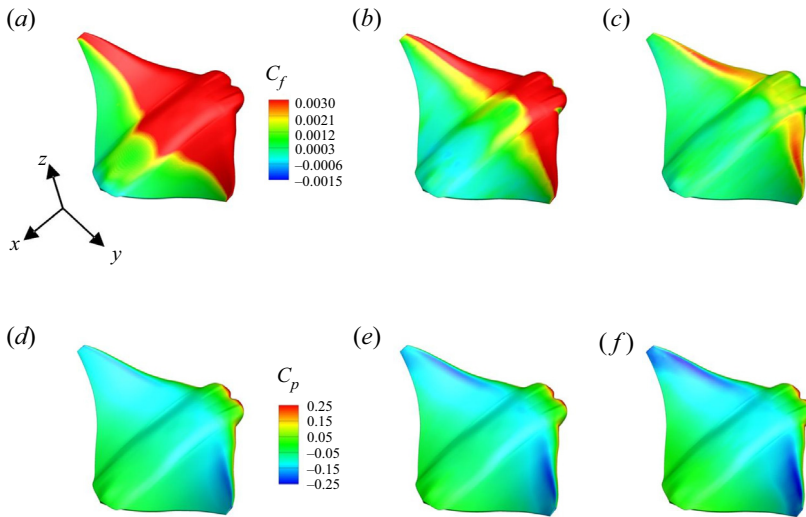 (a)
(b)
(c)
C_f
0.0030
0.0021
0.0012
0.0003
–0.0006
–0.0015
z
x
y
(d)
(e)
(f)
C_p
0.25
0.15
0.05
–0.05
–0.15
–0.25